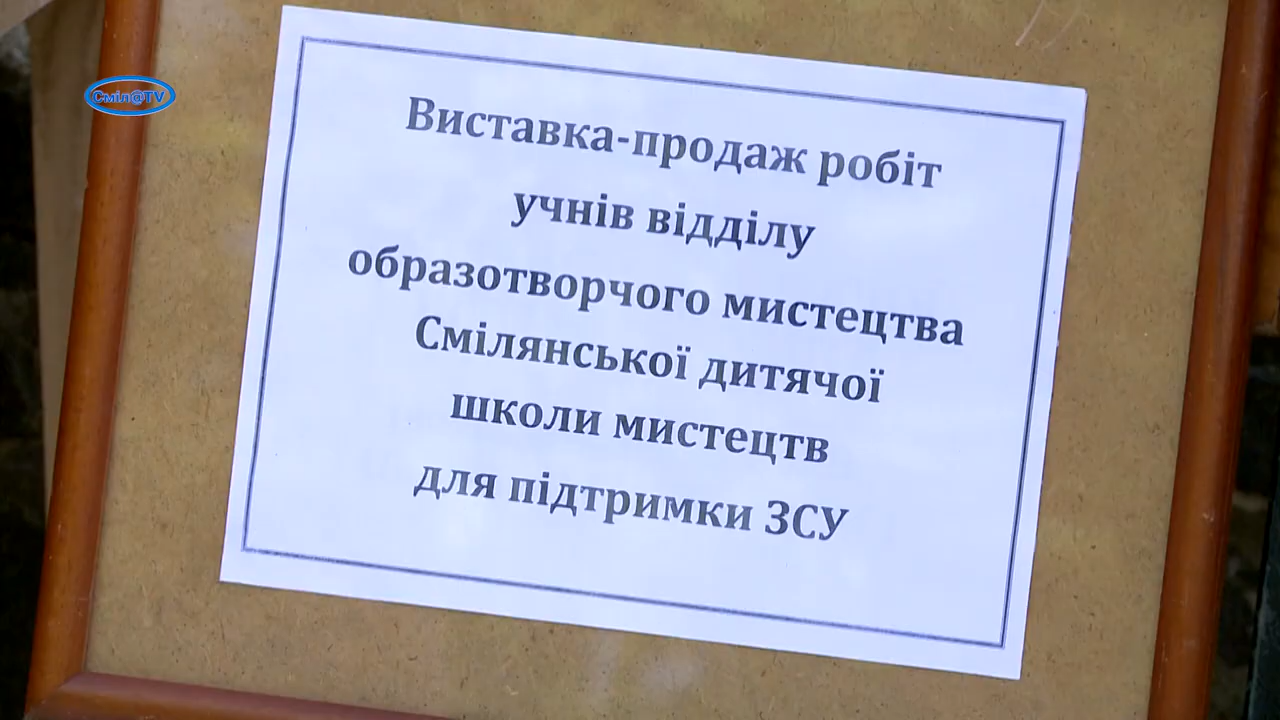 Сміл@TV
Виставка-продаж робіт
учнів відділу
образотворчого мистецтва
Смілянської дитячої
школи мистецтв
для підтримки ЗСУ